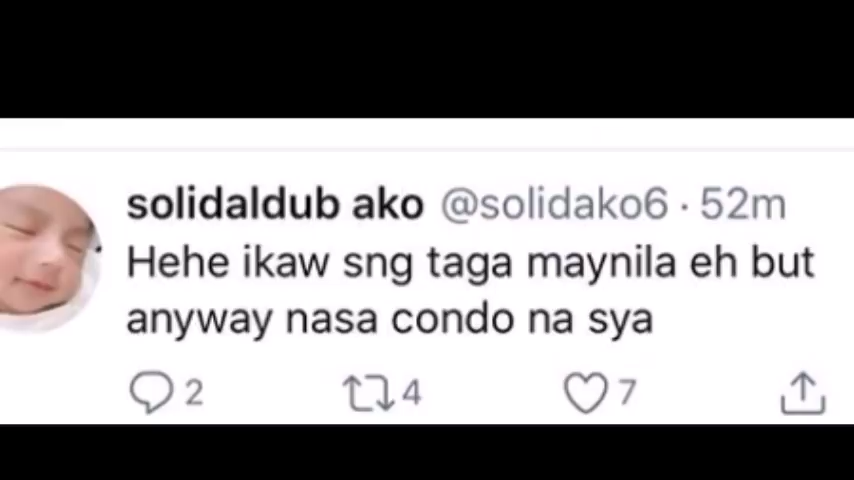 solidaldub ako @solidako6 · 52m
Hehe ikaw sng taga maynila eh but
anyway nasa condo na sya
2 4 7